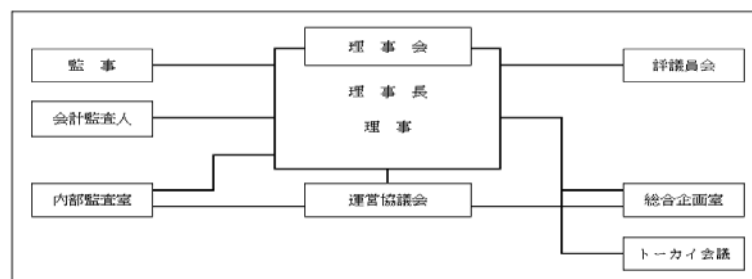 理事会
監事
評議員会
理事長
会計監査人
理事
内部監査室
運営協議会
総合企画室
トーカイ会議